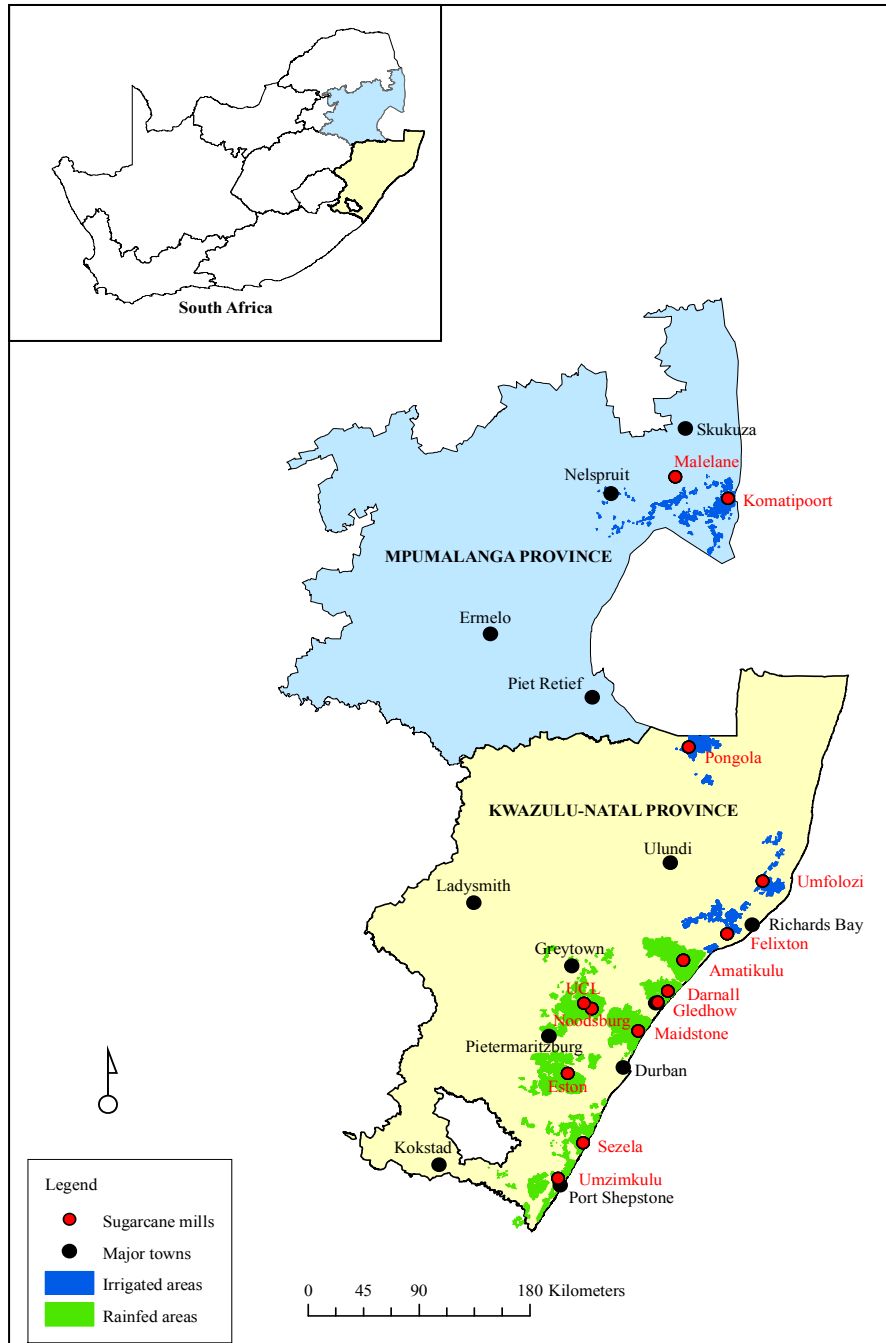 South Africa
Skukuza
Malelane
Nelspruit
Komatipoort
MPUMALANGA PROVINCE
Ermelo
Piet Retief
Pongola
KWAZULU-NATAL PROVINCE
Ulundi
Ladysmith
Umfolozi
Richards Bay
Felixton
Greytown
Amatikulu
UCL
Darnall
Gledhow
Noodsburg
Maidstone
Pietermaritzburg
Durban
Eston
Sezela
Kokstad
Umzimkulu
Port Shepstone
Legend
Sugarcane mills
Major towns
Irrigated areas
Rainfed areas
0 45 90 180 Kilometers